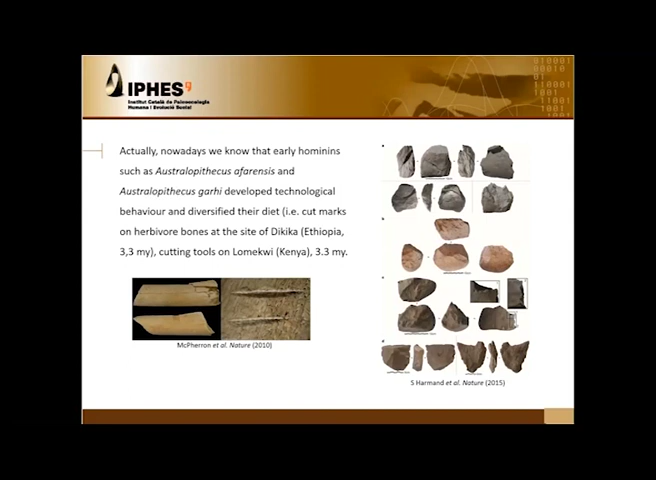 IPHES
Institut Català de Paleoecologia
Humana i Evolució Social
Actually, nowadays we know that early hominins
such as Australopithecus afarensis and
Australopithecus garhi developed technological
behaviour and diversified their diet (i.e. cut marks
on herbivore bones at the site of Dikika (Ethiopia,
3,3 my), cutting tools on Lomekwi (Kenya), 3.3 my.
McPherron et al. Nature (2010)
S Harmand et al. Nature (2015)